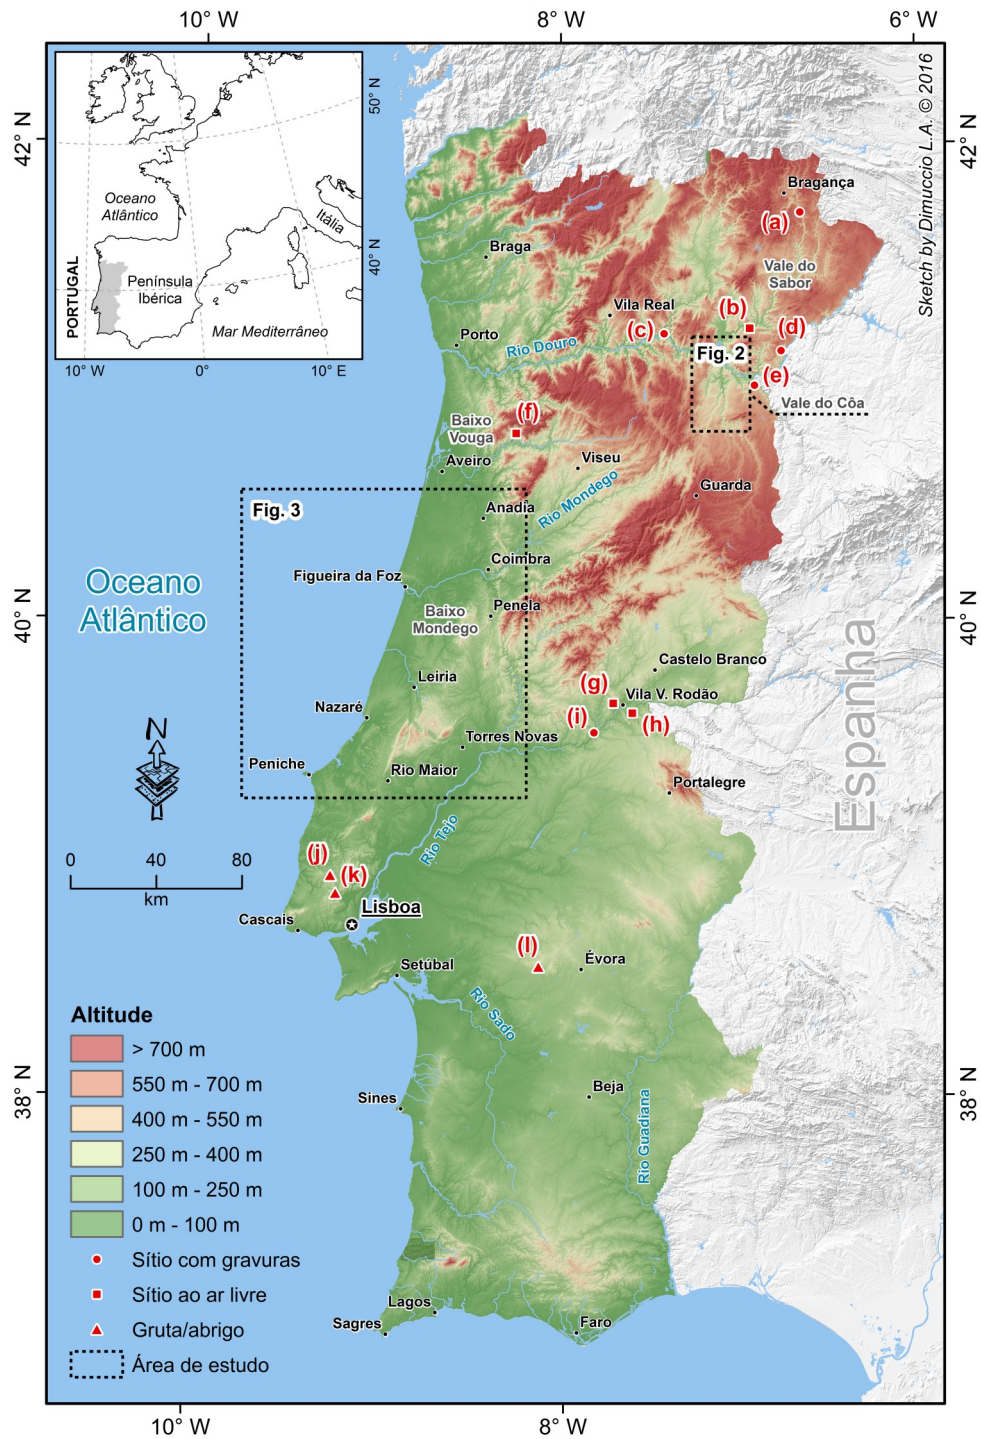 10° W
8° W
6° W
42° N
42° N
40° N
40° N
38° N
38° N
10° W
8° W
Sketch by Dimuccio L.A. © 2016
50° N
40° N
10° W
0°
10° E
PORTUGAL
Oceano
Atlântico
Península
Ibérica
Itália
Mar Mediterrâneo
Bragança
(a)
Vale do
Sabor
Braga
Vila Real
(b)
(c)
(d)
Porto
Rio Douro
Fig. 2
(e)
Vale do Côa
(f)
Baixo
Vouga
Aveiro
Viseu
Guarda
Rio Mondego
Fig. 3
Anadia
Coimbra
Figueira da Foz
Oceano
Atlântico
Baixo
Mondego
Penela
Espanha
Castelo Branco
Leiria
(g)
Vila V. Rodão
Nazaré
(i)
(h)
N
Torres Novas
Peniche
Rio Maior
Portalegre
Rio Tejo
0
40
80
km
(j)
(k)
Lisboa
Cascais
(l)
Évora
Setúbal
Rio Sado
Beja
Sines
Rio Guadiana
Lagos
Sagres
Faro
Altitude
> 700 m
550 m - 700 m
400 m - 550 m
250 m - 400 m
100 m - 250 m
0 m - 100 m
Sítio com gravuras
Sítio ao ar livre
Gruta/abrigo
Área de estudo